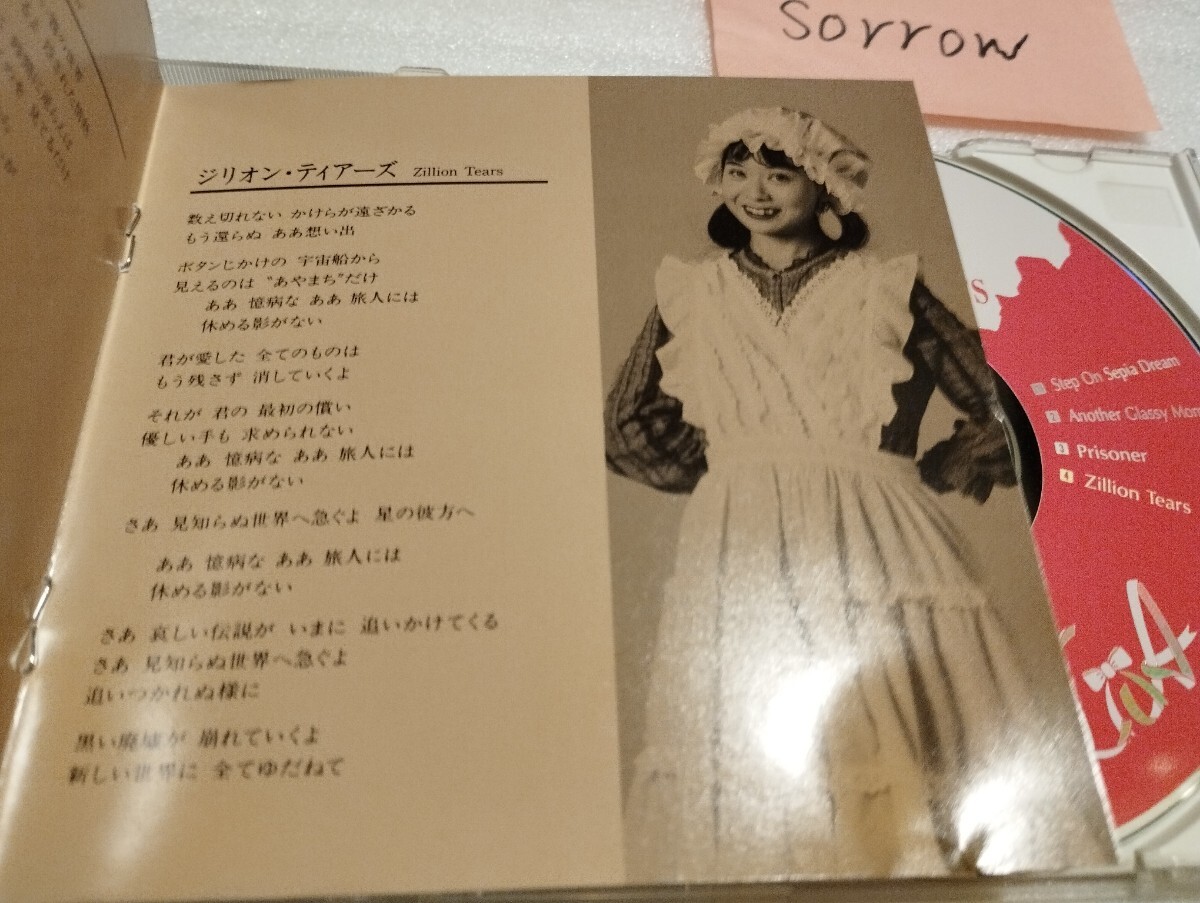 sorrow
ジリオン・ティアーズ Zillion Tears
数え切れない かけらが遠ざかる
もう還らぬ ああ想い出
ボタンじかけの 宇宙船から
見えるのは “あやまち”だけ
ああ 憶病な ああ 旅人には
休める影がない
君が愛した 全てのものは
もう残さず 消していくよ
それが 君の 最初の償い
優しい手も 求められない
ああ 憶病な ああ 旅人には
休める影がない
さあ 見知らぬ世界へ急ぐよ 星の彼方へ
ああ 憶病な ああ 旅人には
休める影がない
さあ 哀しい伝説が いまに 追いかけてくる
さあ 見知らぬ世界へ急ぐよ
追いつかれぬ様に
黒い廃墟が 崩れていくよ
新しい世界に 全てゆだねて
S
1 Step On Sepia Dream
2 Another Glassy
3 Prisoner
4 Zillion Tears